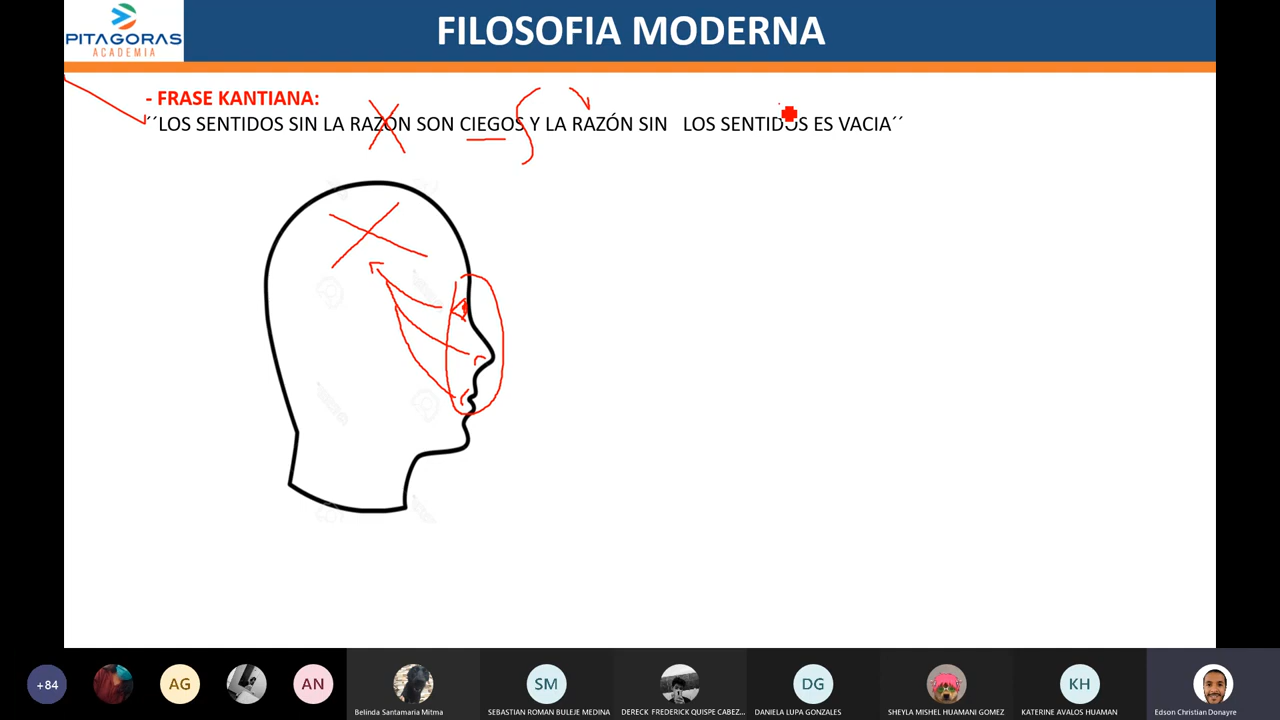 PITAGORAS
ACADEMIA
FILOSOFIA MODERNA
- FRASE KANTIANA:
´´LOS SENTIDOS SIN LA RAZON SON CIEGOS Y LA RAZÓN SIN LOS SENTIDOS ES VACIA´´
+84
AG
AN
SM
DG
KH
Belinda Santamaria Mitma
SEBASTIAN ROMAN BULEJE MEDINA
DERECK FREDERICK QUISPE CABEZ...
DANIELA LUPA GONZALES
SHEYLA MISHEL HUAMANI GOMEZ
KATERINE AVALOS HUAMAN
Edson Christian Donayre